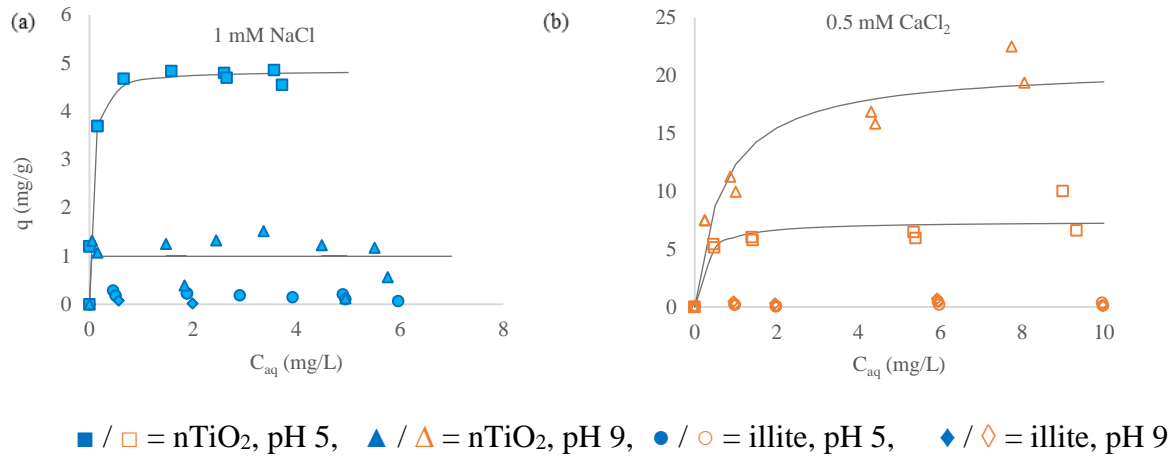 (a)
1 mM NaCl
6
5
4
3
2
1
0
q (mg/g)
0 2 4 6 8
C_aq (mg/L)
(b)
0.5 mM CaCl₂
25
20
15
10
5
0
0 2 4 6 8 10
C_aq (mg/L)
■ / □ = nTiO₂, pH 5, ▲ / △ = nTiO₂, pH 9, ● / ○ = illite, pH 5, ◆ / ◇ = illite, pH 9